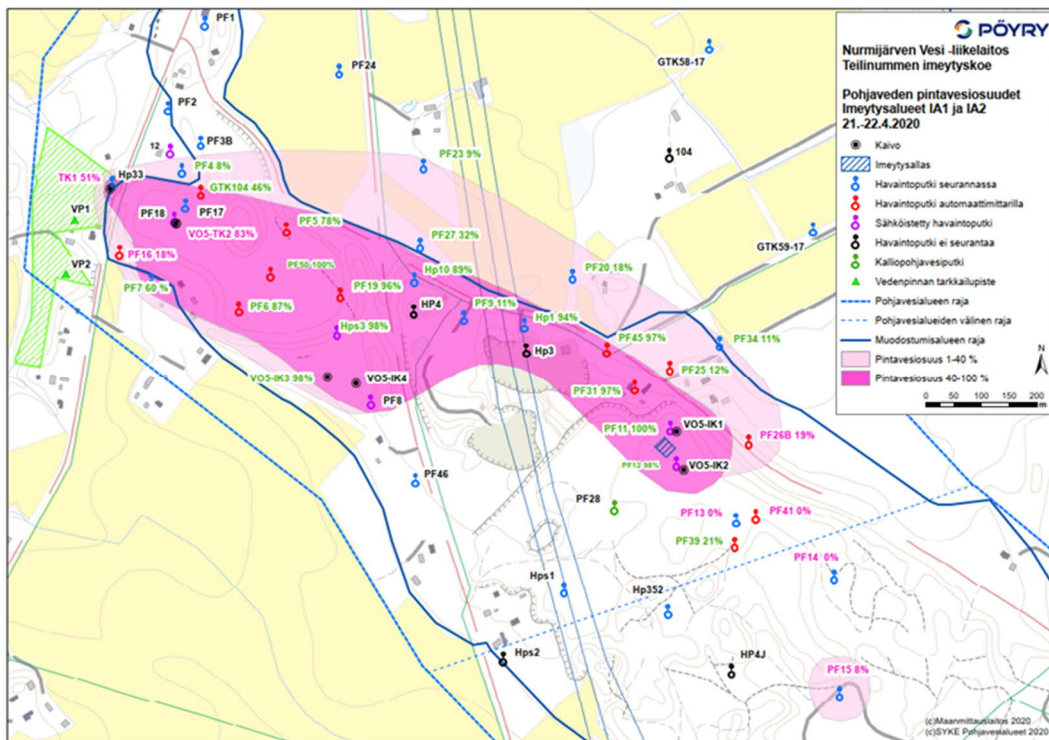 PÖYRY
Nurmijärven Vesi -liikelaitos
Teilinummen imeytyskoe
Pohjaveden pintavesiosuudet
Imeytysalueet IA1 ja IA2
21.-22.4.2020
Kaivo
Imeytysallas
Havaintoputki seurannassa
Havaintoputki automaattimittarilla
Sähköistetty havaintoputki
Havaintoputki ei seurantaa
Kalliopohjavesiputki
Vedenpinnan tarkkailupiste
Pohjavesialueen raja
Pohjavesialueiden välinen raja
Muodostumisalueen raja
Pintavesiosuus 1-40 %
Pintavesiosuus 40-100 %
N
0 50 100 200
m
PF1
PF24
GTK58-17
PF2
PF3B
12
104
PF4 8%
PF23 9%
TK1 51%
Hp33
GTK104 46%
PF17
VP1
PF18
PF5 78%
VO5-TK2 83%
PF27 32%
GTK59-17
PF16 18%
VP2
PF50 100%
Hp10 89%
PF20 18%
PF7 60 %
PF19 96%
PF6 87%
HP4
PF9 11%
Hp1 94%
Hps3 98%
Hp3
PF45 97%
PF34 11%
PF25 12%
VO5-IK3 98%
VO5-IK4
PF31 97%
PF8
PF11 100%
VO5-IK1
PF26B 19%
PF12 98%
VO5-IK2
PF46
PF28
PF13 0%
PF41 0%
PF39 21%
PF14 0%
Hps1
Hp352
Hps2
HP4J
PF15 8%
(c)Maanmittauslaitos 2020
(c)SYKE Pohjavesialueet 2020